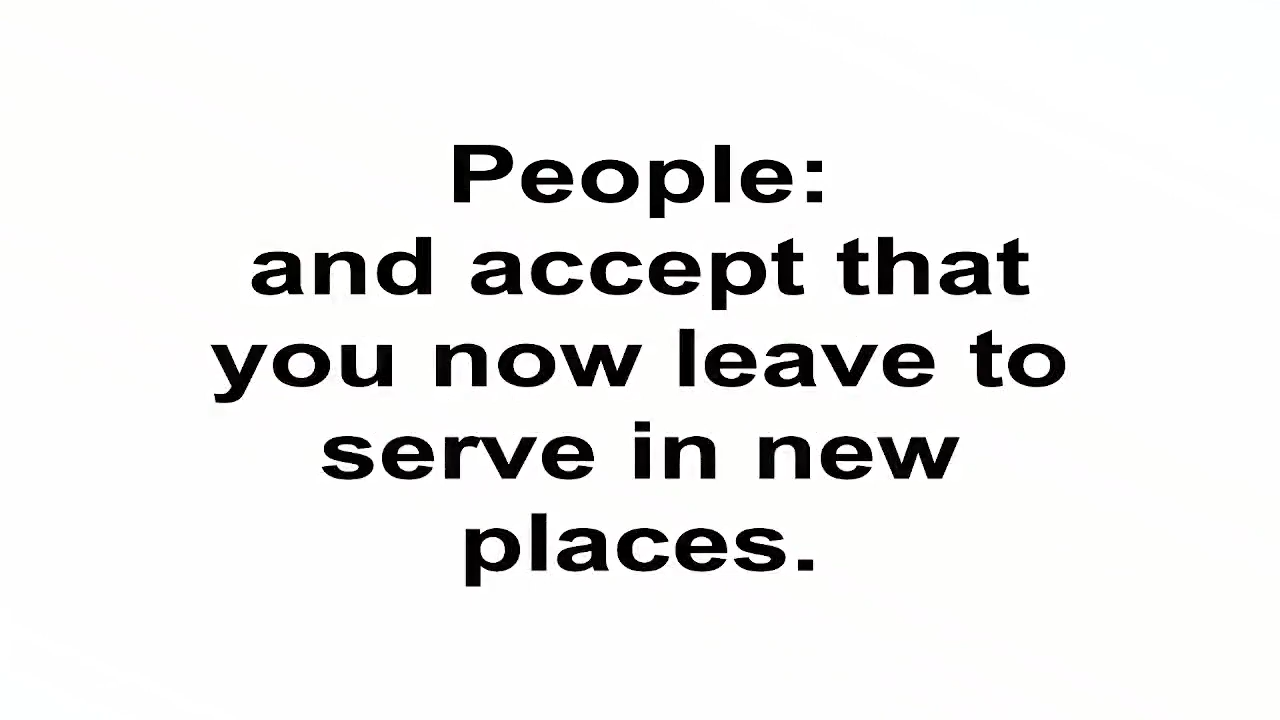 People:
and accept that
you now leave to
serve in new
places.